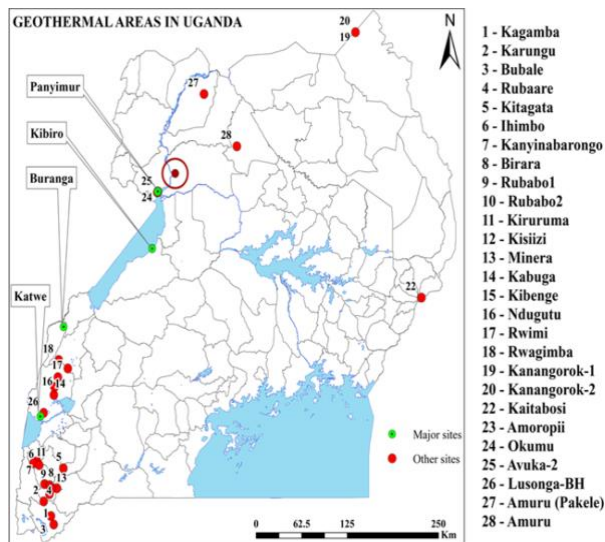 GEOTHERMAL AREAS IN UGANDA
N
20
19
27
Panyimur
28
Kibiro
25
24
Buranga
22
Katwe
18
17
16
14
26
Major sites
Other sites
6
11
7
5
9
8
13
2
4
1
3
0
62.5
125
250
Km
1 - Kagamba
2 - Karungu
3 - Bubale
4 - Rubaare
5 - Kitagata
6 - Ihimbo
7 - Kanyinabarongo
8 - Birara
9 - Rubabo1
10 - Rubabo2
11 - Kiruruma
12 - Kisiizi
13 - Minera
14 - Kabuga
15 - Kibenge
16 - Ndugutu
17 - Rwimi
18 - Rwagimba
19 - Kanangorok-1
20 - Kanangorok-2
22 - Kaitabosi
23 - Amoropii
24 - Okumu
25 - Avuka-2
26 - Lusonga-BH
27 - Amuru (Pakele)
28 - Amuru